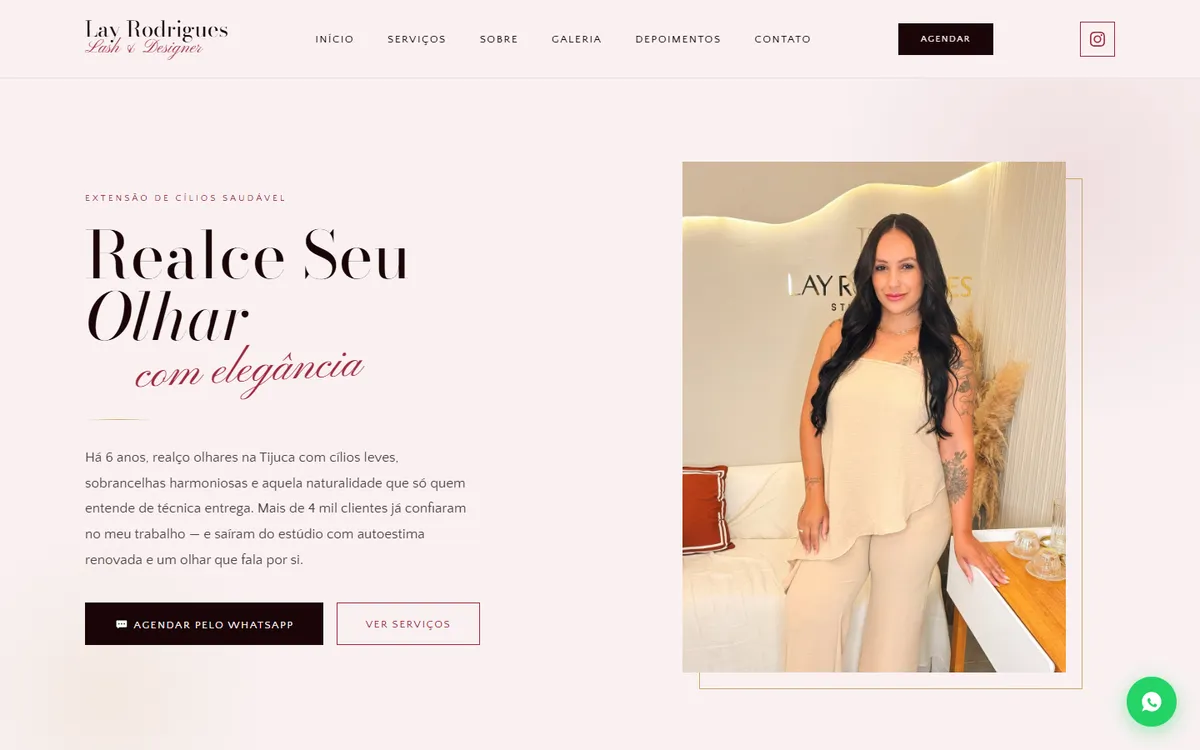 Lay Rodrigues
Lash & Designer
INÍCIO
SERVIÇOS
SOBRE
GALERIA
DEPOIMENTOS
CONTATO
AGENDAR
EXTENSÃO DE CÍLIOS SAUDÁVEL
Realce Seu
Olhar
com elegância
Há 6 anos, realço olhares na Tijuca com cílios leves,
sobrancelhas harmoniosas e aquela naturalidade que só quem
entende de técnica entrega. Mais de 4 mil clientes já confiaram
no meu trabalho — e saíram do estúdio com autoestima
renovada e um olhar que fala por si.
AGENDAR PELO WHATSAPP
VER SERVIÇOS
LAY